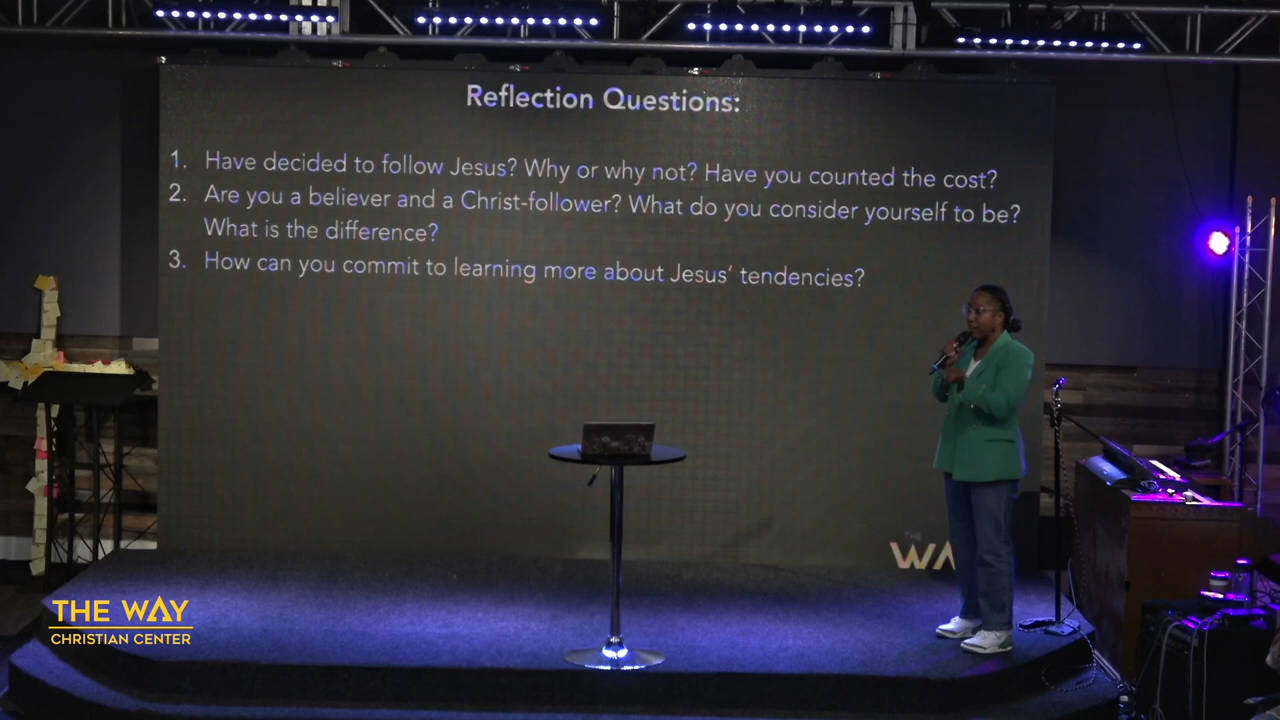 Reflection Questions:
1. Have decided to follow Jesus? Why or why not? Have you counted the cost?
2. Are you a believer and a Christ-follower? What do you consider yourself to be?
What is the difference?
3. How can you commit to learning more about Jesus' tendencies?
THE
WA
THE WAY
CHRISTIAN CENTER